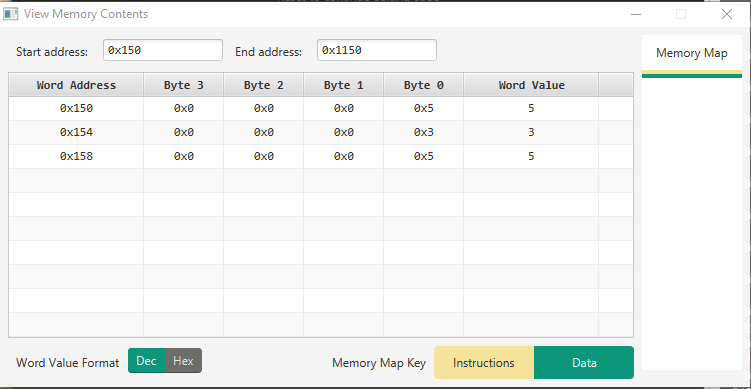 View Memory Contents
Start address: 0x150 End address: 0x1150 Memory Map
Word Address Byte 3 Byte 2 Byte 1 Byte 0 Word Value
0x150 0x0 0x0 0x0 0x5 5
0x154 0x0 0x0 0x0 0x3 3
0x158 0x0 0x0 0x0 0x5 5
Word Value Format Dec Hex Memory Map Key Instructions Data